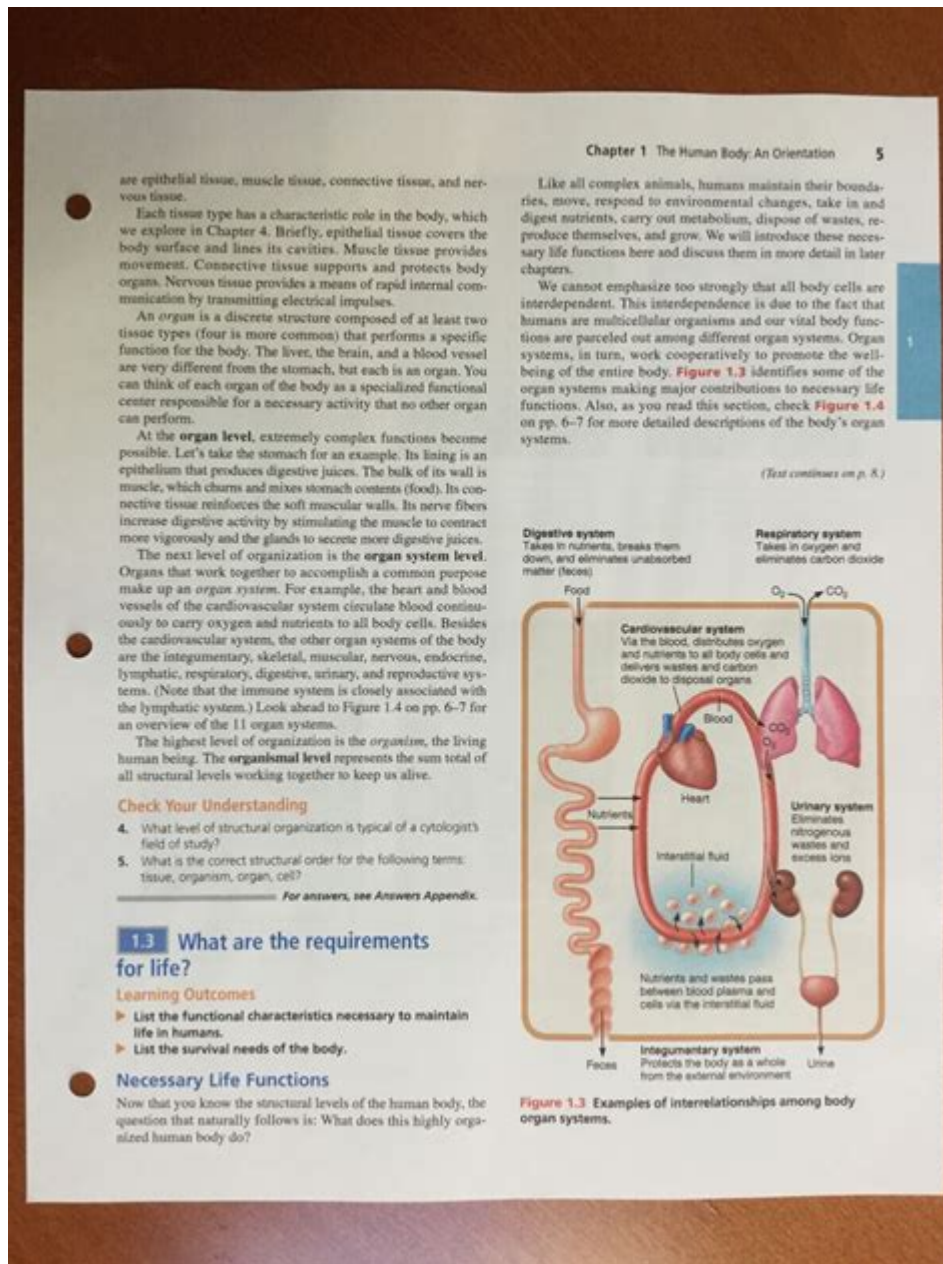 Chapter 1 The Human Body: An Orientation 5
are epithelial tissue, muscle tissue, connective tissue, and ner-
vous tissue.
Each tissue type has a characteristic role in the body, which
we explore in Chapter 4. Briefly, epithelial tissue covers the
body surface and lines its cavities. Muscle tissue provides
movement. Connective tissue supports and protects body
organs. Nervous tissue provides a means of rapid internal com-
munication by transmitting electrical impulses.
An organ is a discrete structure composed of at least two
tissue types (four is more common) that performs a specific
function for the body. The liver, the brain, and a blood vessel
are very different from the stomach, but each is an organ. You
can think of each organ of the body as a specialized functional
center responsible for a necessary activity that no other organ
can perform.
At the organ level, extremely complex functions become
possible. Let's take the stomach for an example. Its lining is an
epithelium that produces digestive juices. The bulk of its wall is
muscle, which churns and mixes stomach contents (food). Its con-
nective tissue reinforces the soft muscular walls. Its nerve fibers
increase digestive activity by stimulating the muscle to contract
more vigorously and the glands to secrete more digestive juices.
The next level of organization is the organ system level.
Organs that work together to accomplish a common purpose
make up an organ system. For example, the heart and blood
vessels of the cardiovascular system circulate blood continu-
ously to carry oxygen and nutrients to all body cells. Besides
the cardiovascular system, the other organ systems of the body
are the integumentary, skeletal, muscular, nervous, endocrine,
lymphatic, respiratory, digestive, urinary, and reproductive sys-
tems. (Note that the immune system is closely associated with
the lymphatic system.) Look ahead to Figure 1.4 on pp. 6–7 for
an overview of the 11 organ systems.
The highest level of organization is the organism, the living
human being. The organismal level represents the sum total of
all structural levels working together to keep us alive.
Check Your Understanding
4. What level of structural organization is typical of a cytologist's
field of study?
5. What is the correct structural order for the following terms:
tissue, organism, organ, cell?
For answers, see Answers Appendix.
1.3 What are the requirements
for life?
Learning Outcomes
▶ List the functional characteristics necessary to maintain
life in humans.
▶ List the survival needs of the body.
Necessary Life Functions
Now that you know the structural levels of the human body, the
question that naturally follows is: What does this highly orga-
nized human body do?
Like all complex animals, humans maintain their bounda-
ries, move, respond to environmental changes, take in and
digest nutrients, carry out metabolism, dispose of wastes, re-
produce themselves, and grow. We will introduce these neces-
sary life functions here and discuss them in more detail in later
chapters.
We cannot emphasize too strongly that all body cells are
interdependent. This interdependence is due to the fact that
humans are multicellular organisms and our vital body func-
tions are parceled out among different organ systems. Organ
systems, in turn, work cooperatively to promote the well-
being of the entire body. Figure 1.3 identifies some of the
organ systems making major contributions to necessary life
functions. Also, as you read this section, check Figure 1.4
on pp. 6–7 for more detailed descriptions of the body's organ
systems.
1
(Text continues on p. 8.)
Digestive system
Takes in nutrients, breaks them
down, and eliminates unabsorbed
matter (feces)
Respiratory system
Takes in oxygen and
eliminates carbon dioxide
Food
O₂
CO₂
Cardiovascular system
Via the blood, distributes oxygen
and nutrients to all body cells and
delivers wastes and carbon
dioxide to disposal organs
Blood
CO₂
O₂
Heart
Nutrients
Urinary system
Eliminates
nitrogenous
wastes and
excess ions
Interstitial fluid
Nutrients and wastes pass
between blood plasma and
cells via the interstitial fluid
Feces
Integumentary system
Protects the body as a whole
from the external environment
Urine
Figure 1.3 Examples of interrelationships among body
organ systems.